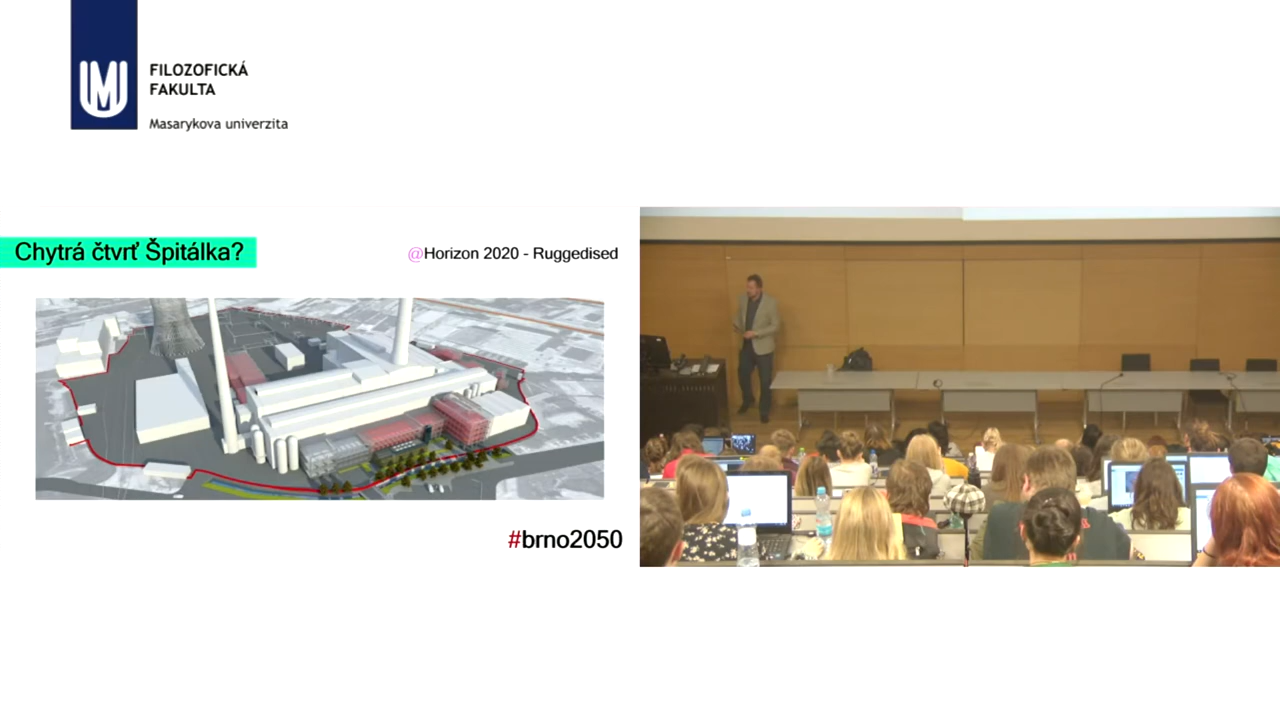 FILOZOFICKÁ
FAKULTA
Masarykova univerzita
Chytrá čtvrť Špitálka?
@Horizon 2020 - Ruggedised
#brno2050